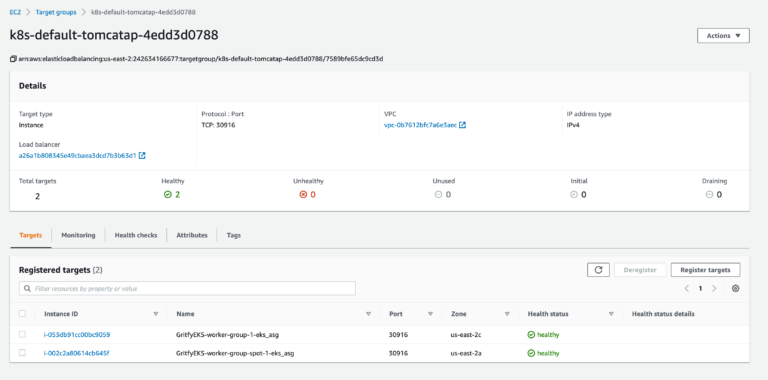 EC2 > Target groups > k8s-default-tomcatap-4edd3d0788
k8s-default-tomcatap-4edd3d0788
Actions
arn:aws:elasticloadbalancing:us-east-2:242634166677:targetgroup/k8s-default-tomcatap-4edd3d0788/7589bfe65dc9cd3d
Details
Target type
Instance
Protocol : Port
TCP: 30916
VPC
vpc-0b7612bfc7a6e3aec
IP address type
IPv4
Load balancer
a26a1b808345e49cbaea3dcd7b3b63d1
Total targets
2
Healthy
2
Unhealthy
0
Unused
0
Initial
0
Draining
0
Targets Monitoring Health checks Attributes Tags
Registered targets (2)
Deregister Register targets
Filter resources by property or value
1
Instance ID Name Port Zone Health status Health status details
i-053db91cc00bc9059 GritfyEKS-worker-group-1-eks_asg 30916 us-east-2c healthy
i-002c2a80614cb645f GritfyEKS-worker-group-spot-1-eks_asg 30916 us-east-2a healthy